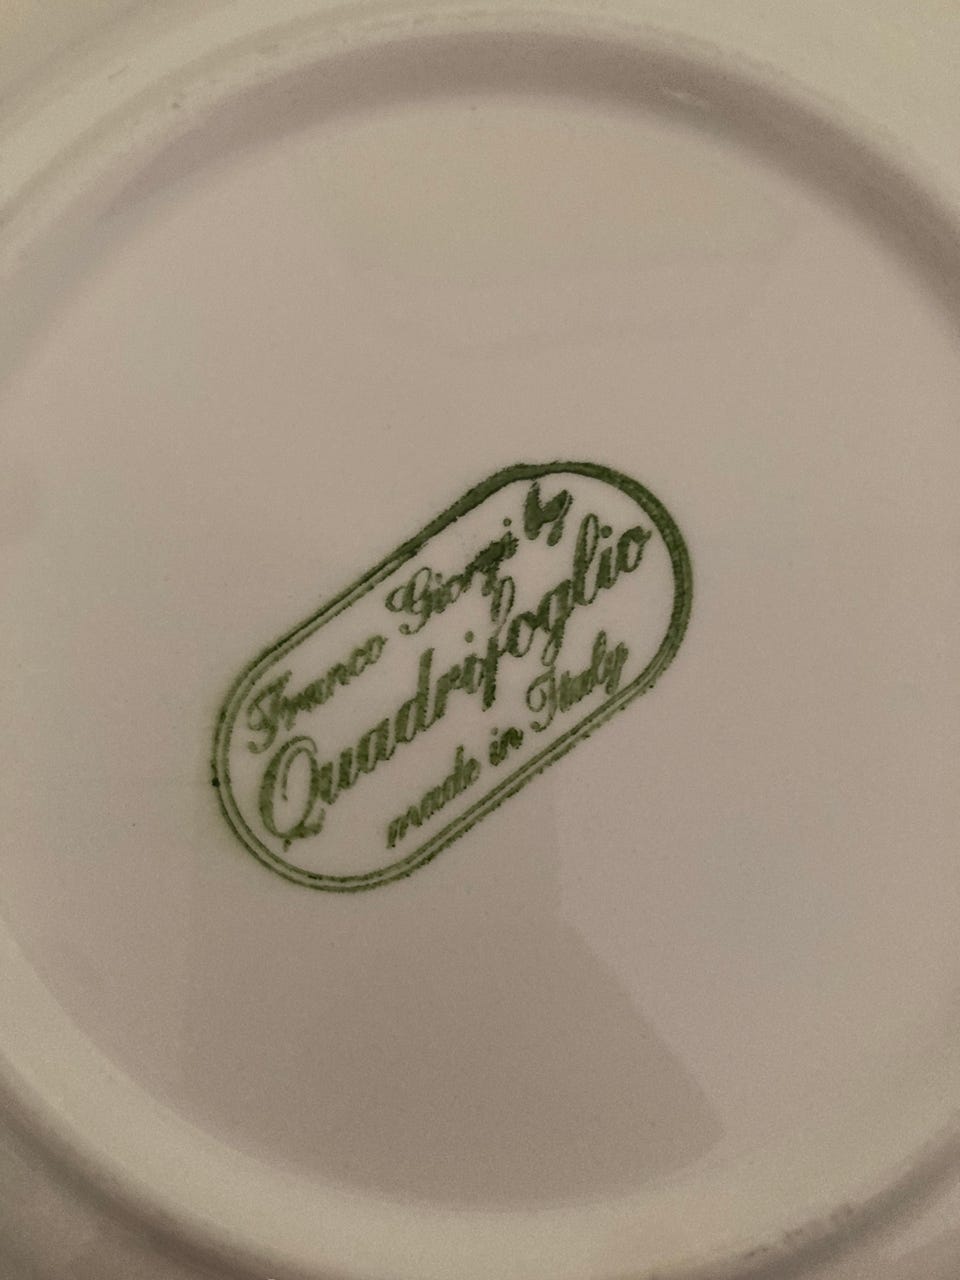 Franco Giorgi by
Quadrifoglio
made in Italy